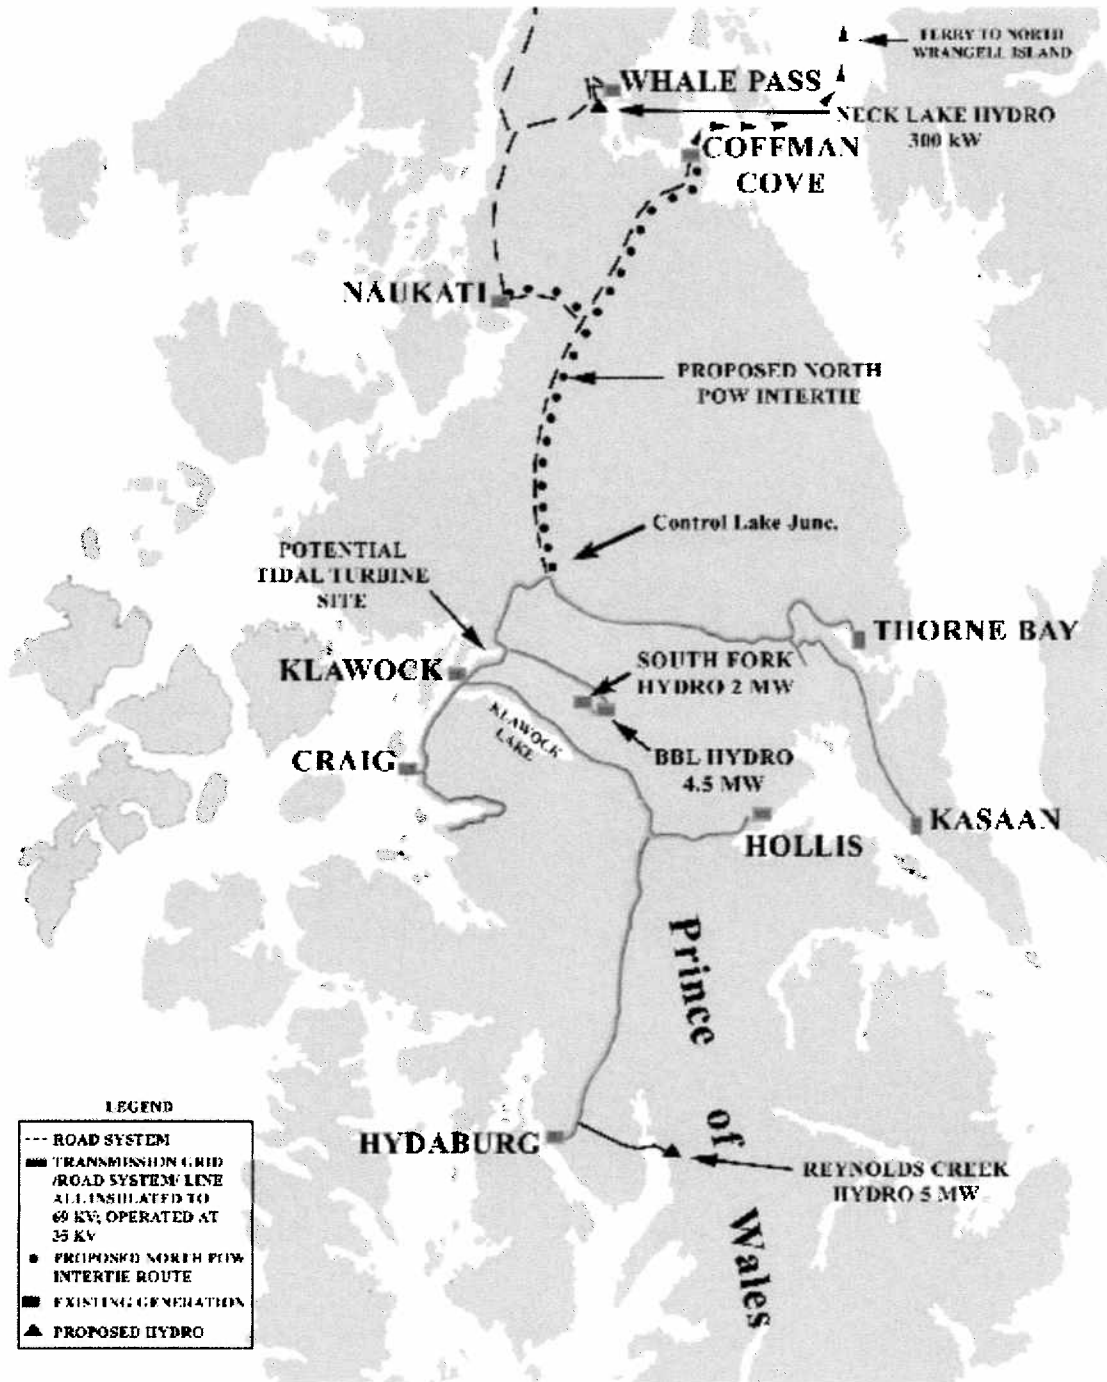 FERRY TO NORTH
WRANGELL ISLAND
WHALE PASS
NECK LAKE HYDRO
300 kW
COFFMAN
COVE
NAUKATI
PROPOSED NORTH
POW INTERTIE
Control Lake Junc.
POTENTIAL
TIDAL TURBINE
SITE
THORNE BAY
KLAWOCK
SOUTH FORK
HYDRO 2 MW
KLAWOCK
LAKE
CRAIG
BBL HYDRO
4.5 MW
KASAAN
HOLLIS
Prince
of
Wales
HYDABURG
REYNOLDS CREEK
HYDRO 5 MW
LEGEND
ROAD SYSTEM
TRANSMISSION GRID
/ROAD SYSTEM/ LINE
ALL INSULATED TO
69 KV; OPERATED AT
35 KV
PROPOSED NORTH POW
INTERTIE ROUTE
EXISTING GENERATION
PROPOSED HYDRO